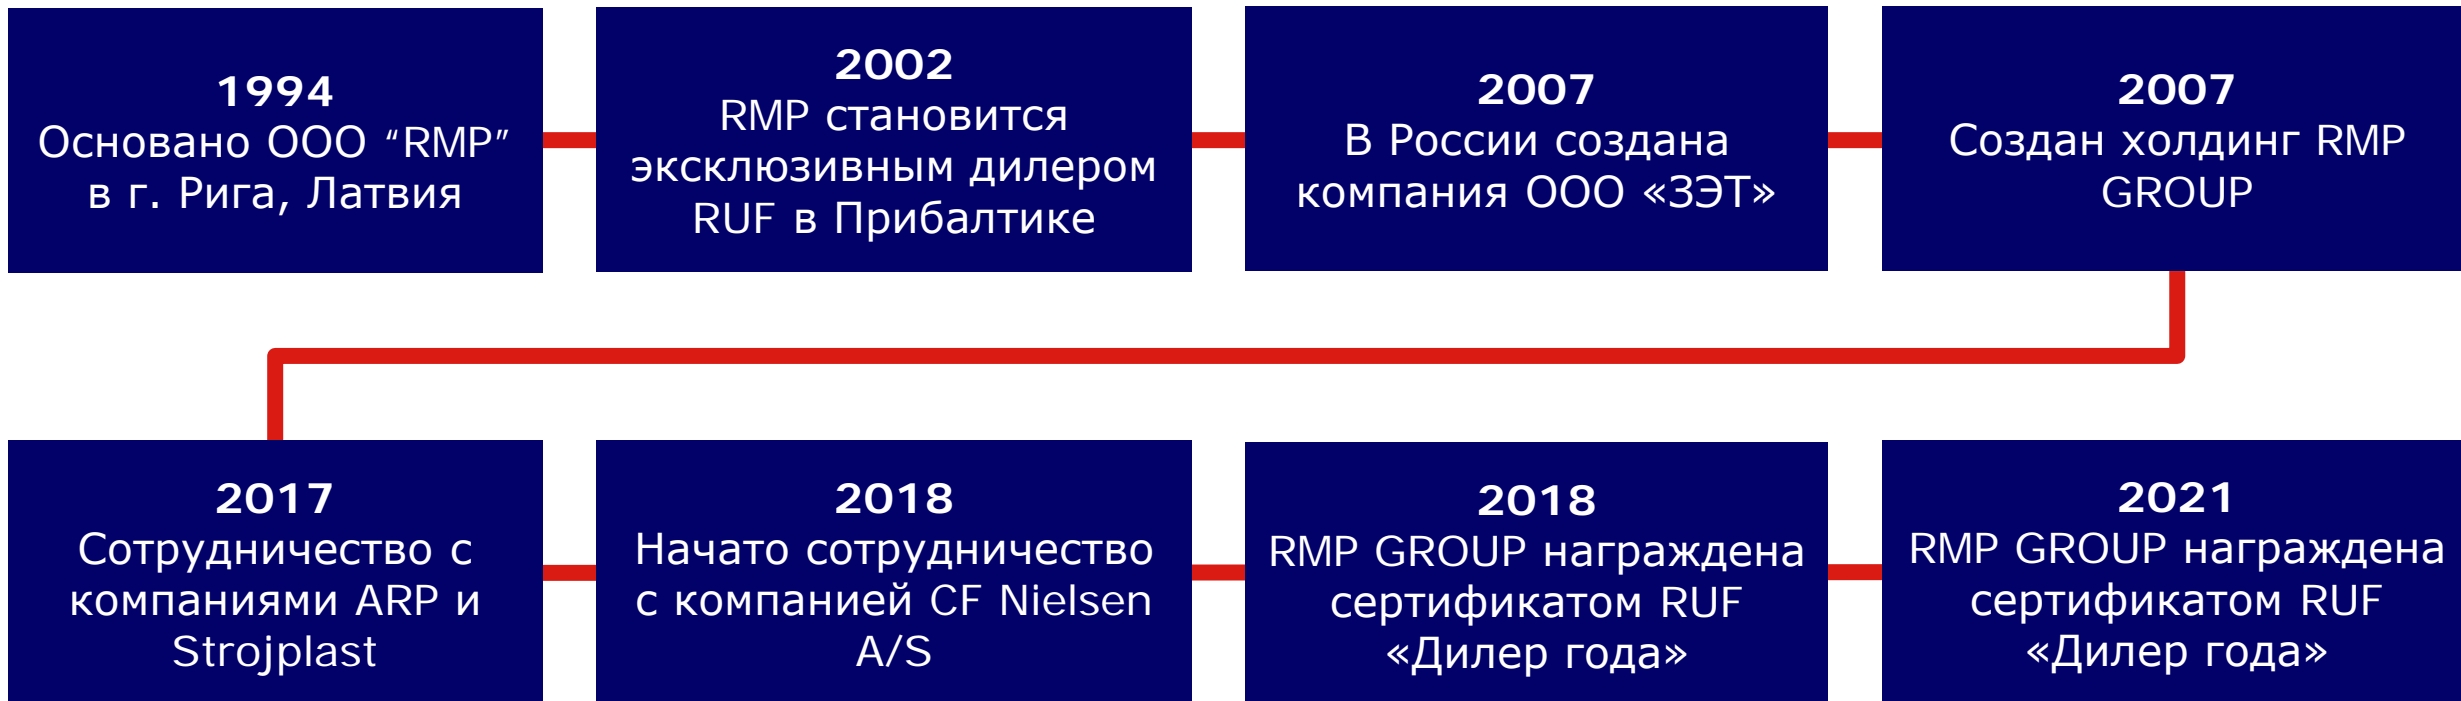 1994
Основано ООО “RMP”
в г. Рига, Латвия
2002
RMP становится
эксклюзивным дилером
RUF в Прибалтике
2007
В России создана
компания ООО «ЗЭТ»
2007
Создан холдинг RMP
GROUP
2017
Сотрудничество с
компаниями ARP и
Strojplast
2018
Начато сотрудничество
с компанией CF Nielsen
A/S
2018
RMP GROUP награждена
сертификатом RUF
«Дилер года»
2021
RMP GROUP награждена
сертификатом RUF
«Дилер года»